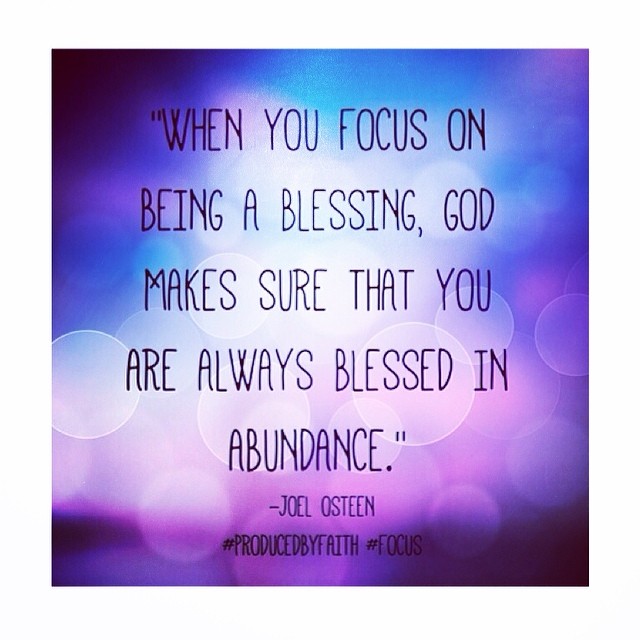 "WHEN YOU FOCUS ON
BEING A BLESSING, GOD
MAKES SURE THAT YOU
ARE ALWAYS BLESSED IN
ABUNDANCE."
-JOEL OSTEEN
#PRODUCEDBYFAITH #FOCUS